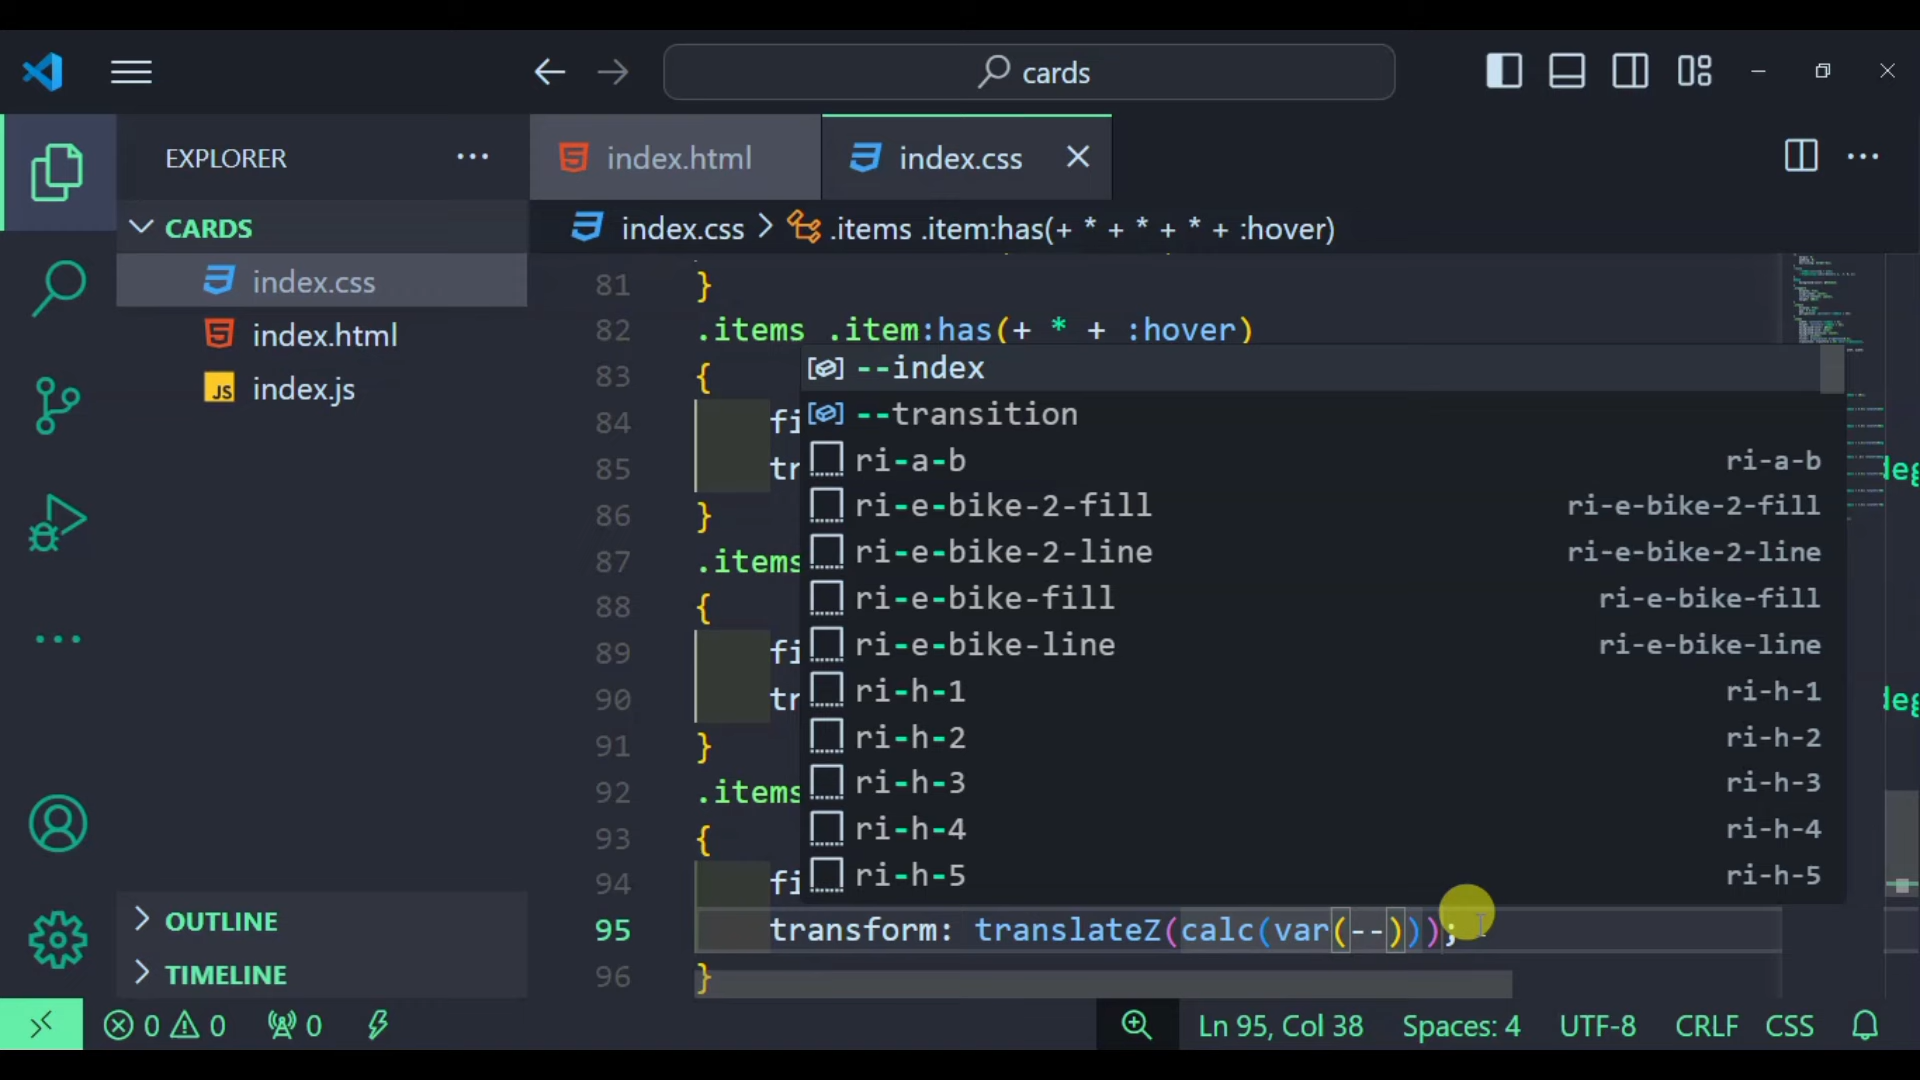 cards
EXPLORER
index.html
index.css
CARDS
index.css > .items .item:has(+ * + * + * + :hover)
index.css
index.html
JS index.js
81 }
82 .items .item:has(+ * + :hover)
83 {
84 fi
85 tr
86 }
87 .items
88 {
89 fi
90 tr
91 }
92 .items
93 {
94 fi
95 transform: translateZ(calc(var(--)));
96 }
--index
--transition
ri-a-b ri-a-b
ri-e-bike-2-fill ri-e-bike-2-fill
ri-e-bike-2-line ri-e-bike-2-line
ri-e-bike-fill ri-e-bike-fill
ri-e-bike-line ri-e-bike-line
ri-h-1 ri-h-1
ri-h-2 ri-h-2
ri-h-3 ri-h-3
ri-h-4 ri-h-4
ri-h-5 ri-h-5
deg
deg
OUTLINE
TIMELINE
0 0 0 Ln 95, Col 38 Spaces: 4 UTF-8 CRLF CSS